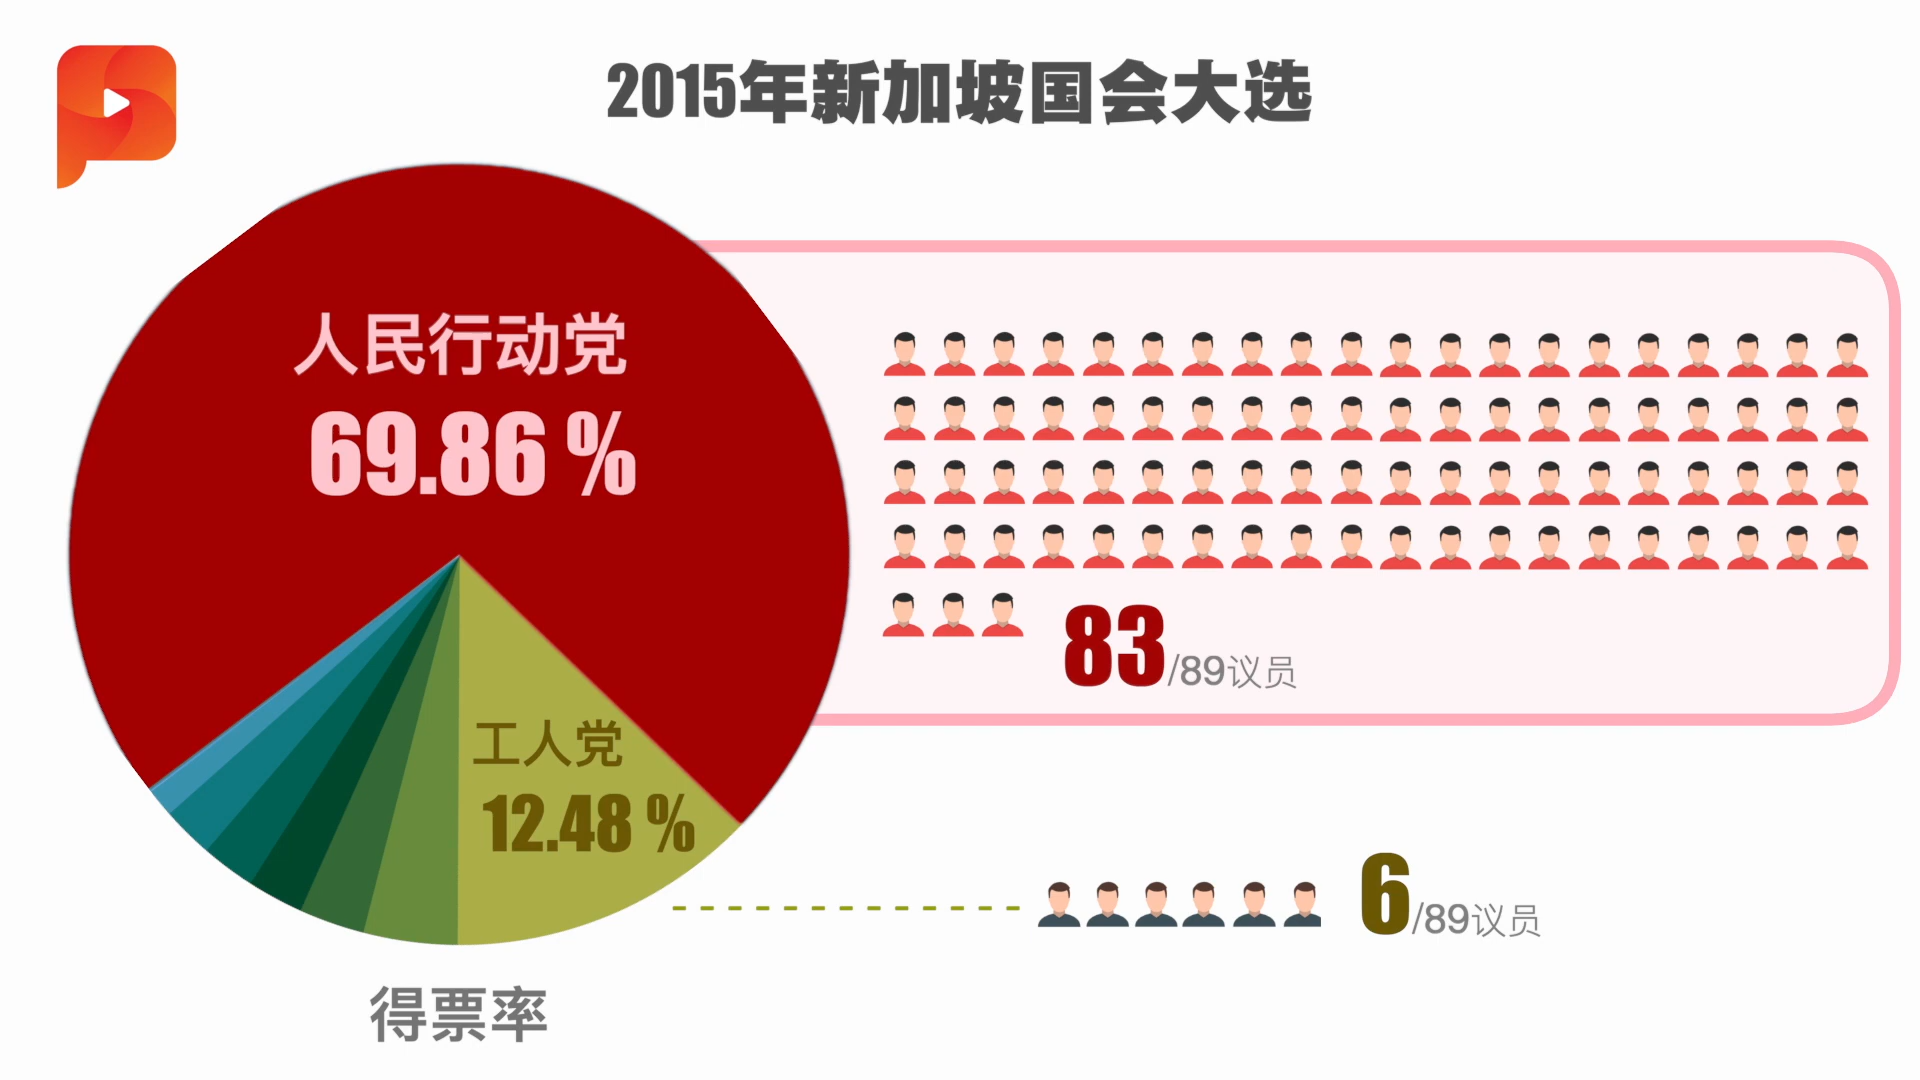 2015年新加坡国会大选
人民行动党
69.86 %
83/89议员
工人党
12.48 %
6/89议员
得票率